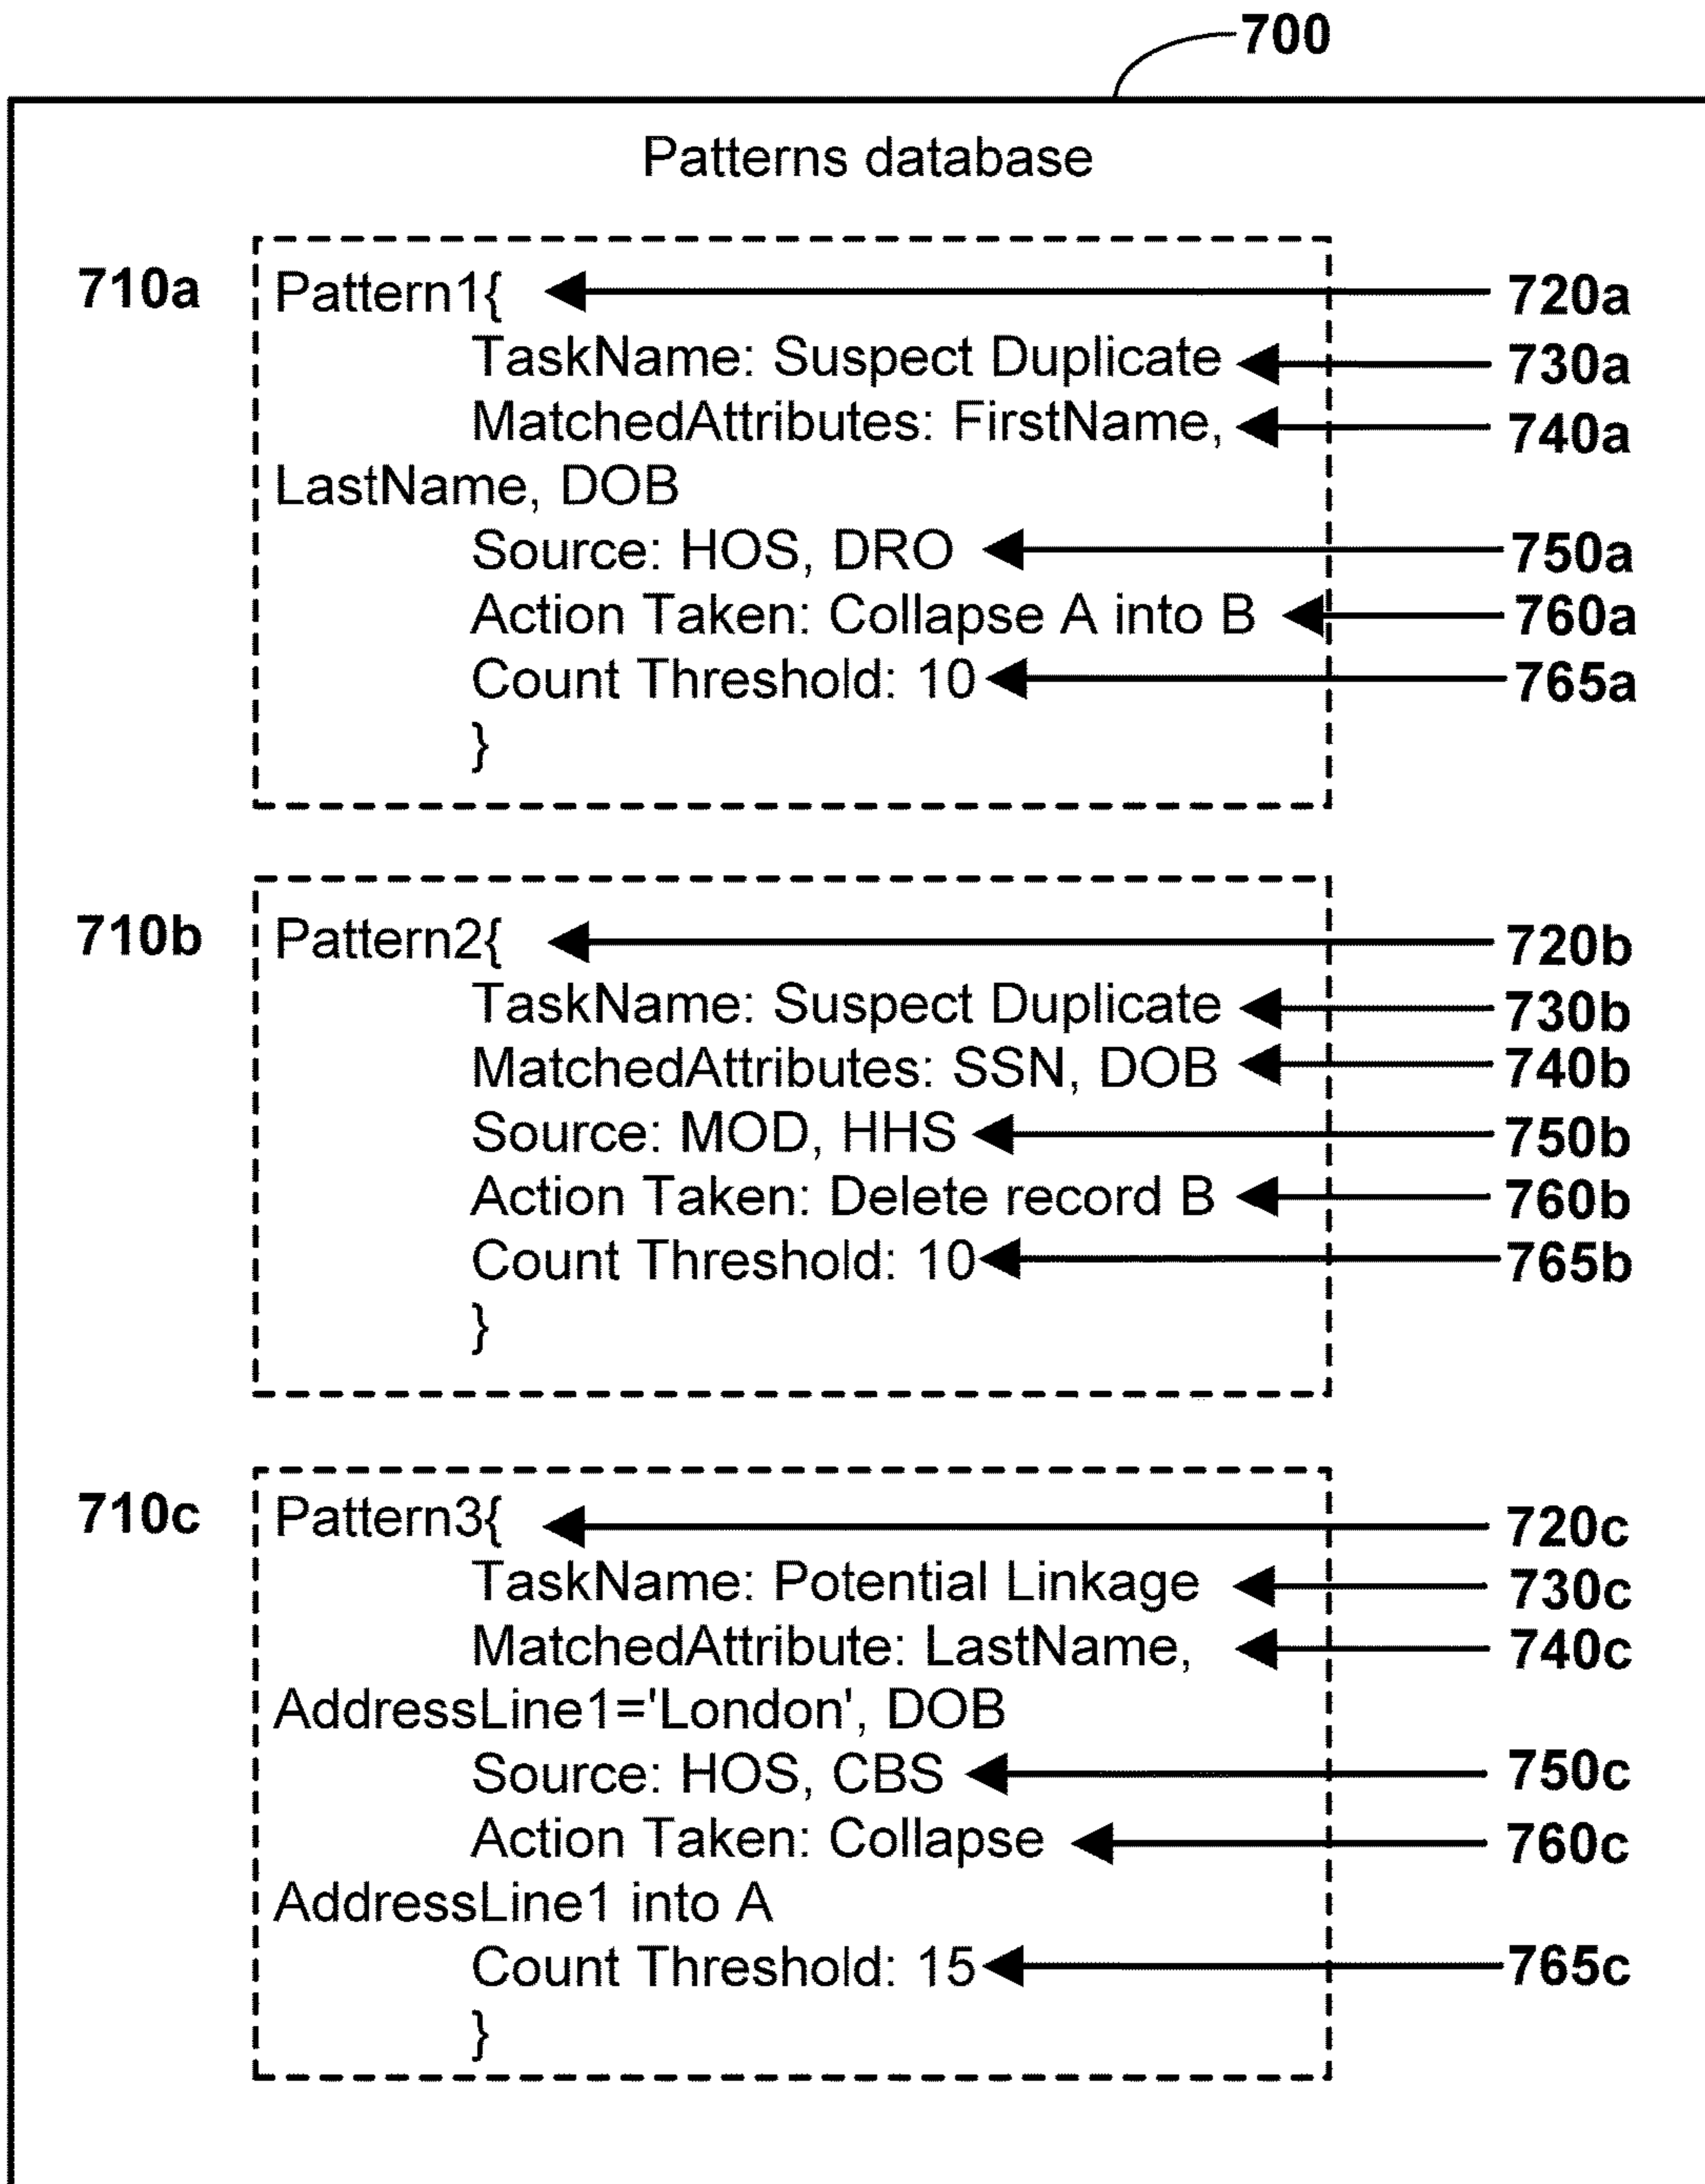 700
Patterns database
710a Pattern1{ 720a
TaskName: Suspect Duplicate 730a
MatchedAttributes: FirstName, 740a
LastName, DOB
Source: HOS, DRO 750a
Action Taken: Collapse A into B 760a
Count Threshold: 10 765a
}
710b Pattern2{ 720b
TaskName: Suspect Duplicate 730b
MatchedAttributes: SSN, DOB 740b
Source: MOD, HHS 750b
Action Taken: Delete record B 760b
Count Threshold: 10 765b
}
710c Pattern3{ 720c
TaskName: Potential Linkage 730c
MatchedAttribute: LastName, 740c
AddressLine1='London', DOB
Source: HOS, CBS 750c
Action Taken: Collapse 760c
AddressLine1 into A
Count Threshold: 15 765c
}